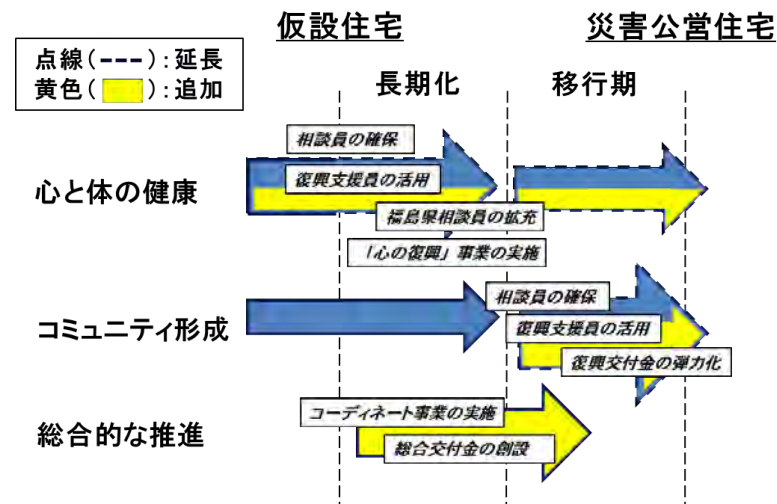 仮設住宅
災害公営住宅
点線(---):延長
黄色( ):追加
長期化
移行期
心と体の健康
相談員の確保
復興支援員の活用
福島県相談員の拡充
「心の復興」事業の実施
コミュニティ形成
相談員の確保
復興支援員の活用
復興交付金の弾力化
総合的な推進
コーディネート事業の実施
総合交付金の創設